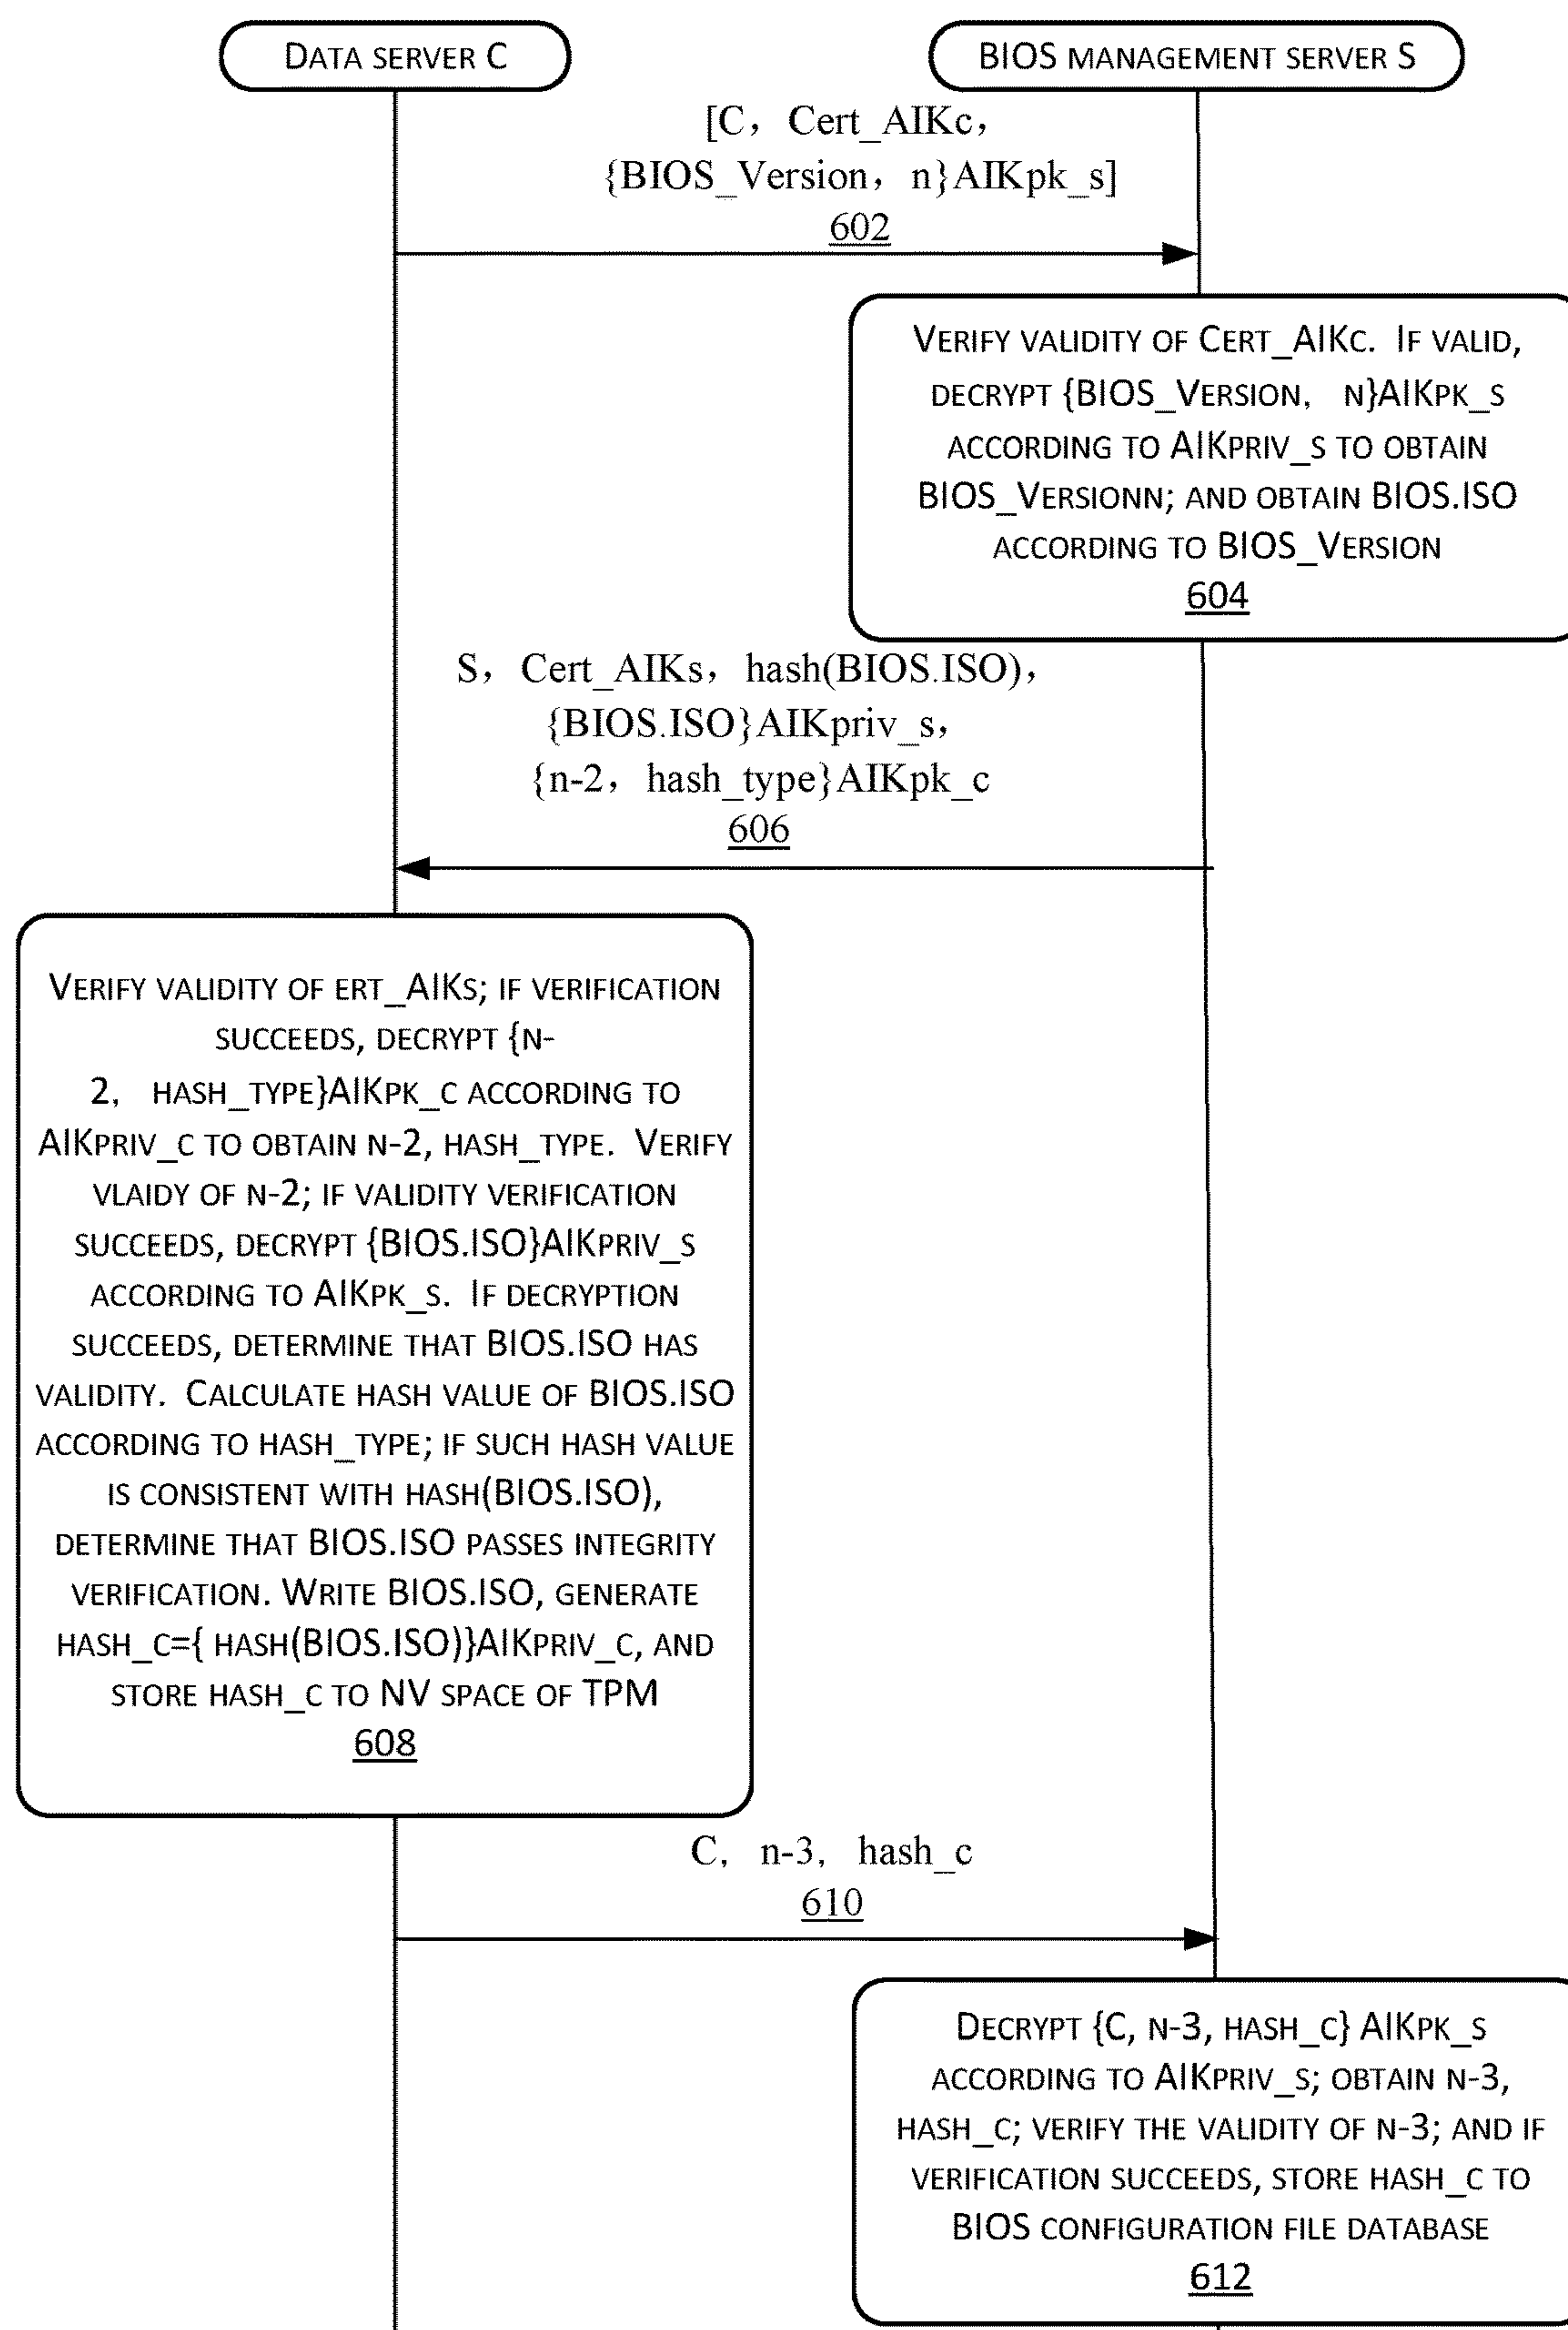 DATA SERVER C
BIOS MANAGEMENT SERVER S
[C, Cert_AIKc,
{BIOS_Version, n}AIKpk_s]
602
VERIFY VALIDITY OF CERT_AIKC. IF VALID,
DECRYPT {BIOS_VERSION, N}AIKPK_S
ACCORDING TO AIKPRIV_S TO OBTAIN
BIOS_VERSIONN; AND OBTAIN BIOS.ISO
ACCORDING TO BIOS_VERSION
604
S, Cert_AIKs, hash(BIOS.ISO),
{BIOS.ISO}AIKpriv_s,
{n-2, hash_type}AIKpk_c
606
VERIFY VALIDITY OF ERT_AIKS; IF VERIFICATION
SUCCEEDS, DECRYPT {N-
2, HASH_TYPE}AIKPK_C ACCORDING TO
AIKPRIV_C TO OBTAIN N-2, HASH_TYPE. VERIFY
VLAIDY OF N-2; IF VALIDITY VERIFICATION
SUCCEEDS, DECRYPT {BIOS.ISO}AIKPRIV_S
ACCORDING TO AIKPK_S. IF DECRYPTION
SUCCEEDS, DETERMINE THAT BIOS.ISO HAS
VALIDITY. CALCULATE HASH VALUE OF BIOS.ISO
ACCORDING TO HASH_TYPE; IF SUCH HASH VALUE
IS CONSISTENT WITH HASH(BIOS.ISO),
DETERMINE THAT BIOS.ISO PASSES INTEGRITY
VERIFICATION. WRITE BIOS.ISO, GENERATE
HASH_C={ HASH(BIOS.ISO)}AIKPRIV_C, AND
STORE HASH_C TO NV SPACE OF TPM
608
C, n-3, hash_c
610
DECRYPT {C, N-3, HASH_C} AIKPK_S
ACCORDING TO AIKPRIV_S; OBTAIN N-3,
HASH_C; VERIFY THE VALIDITY OF N-3; AND IF
VERIFICATION SUCCEEDS, STORE HASH_C TO
BIOS CONFIGURATION FILE DATABASE
612